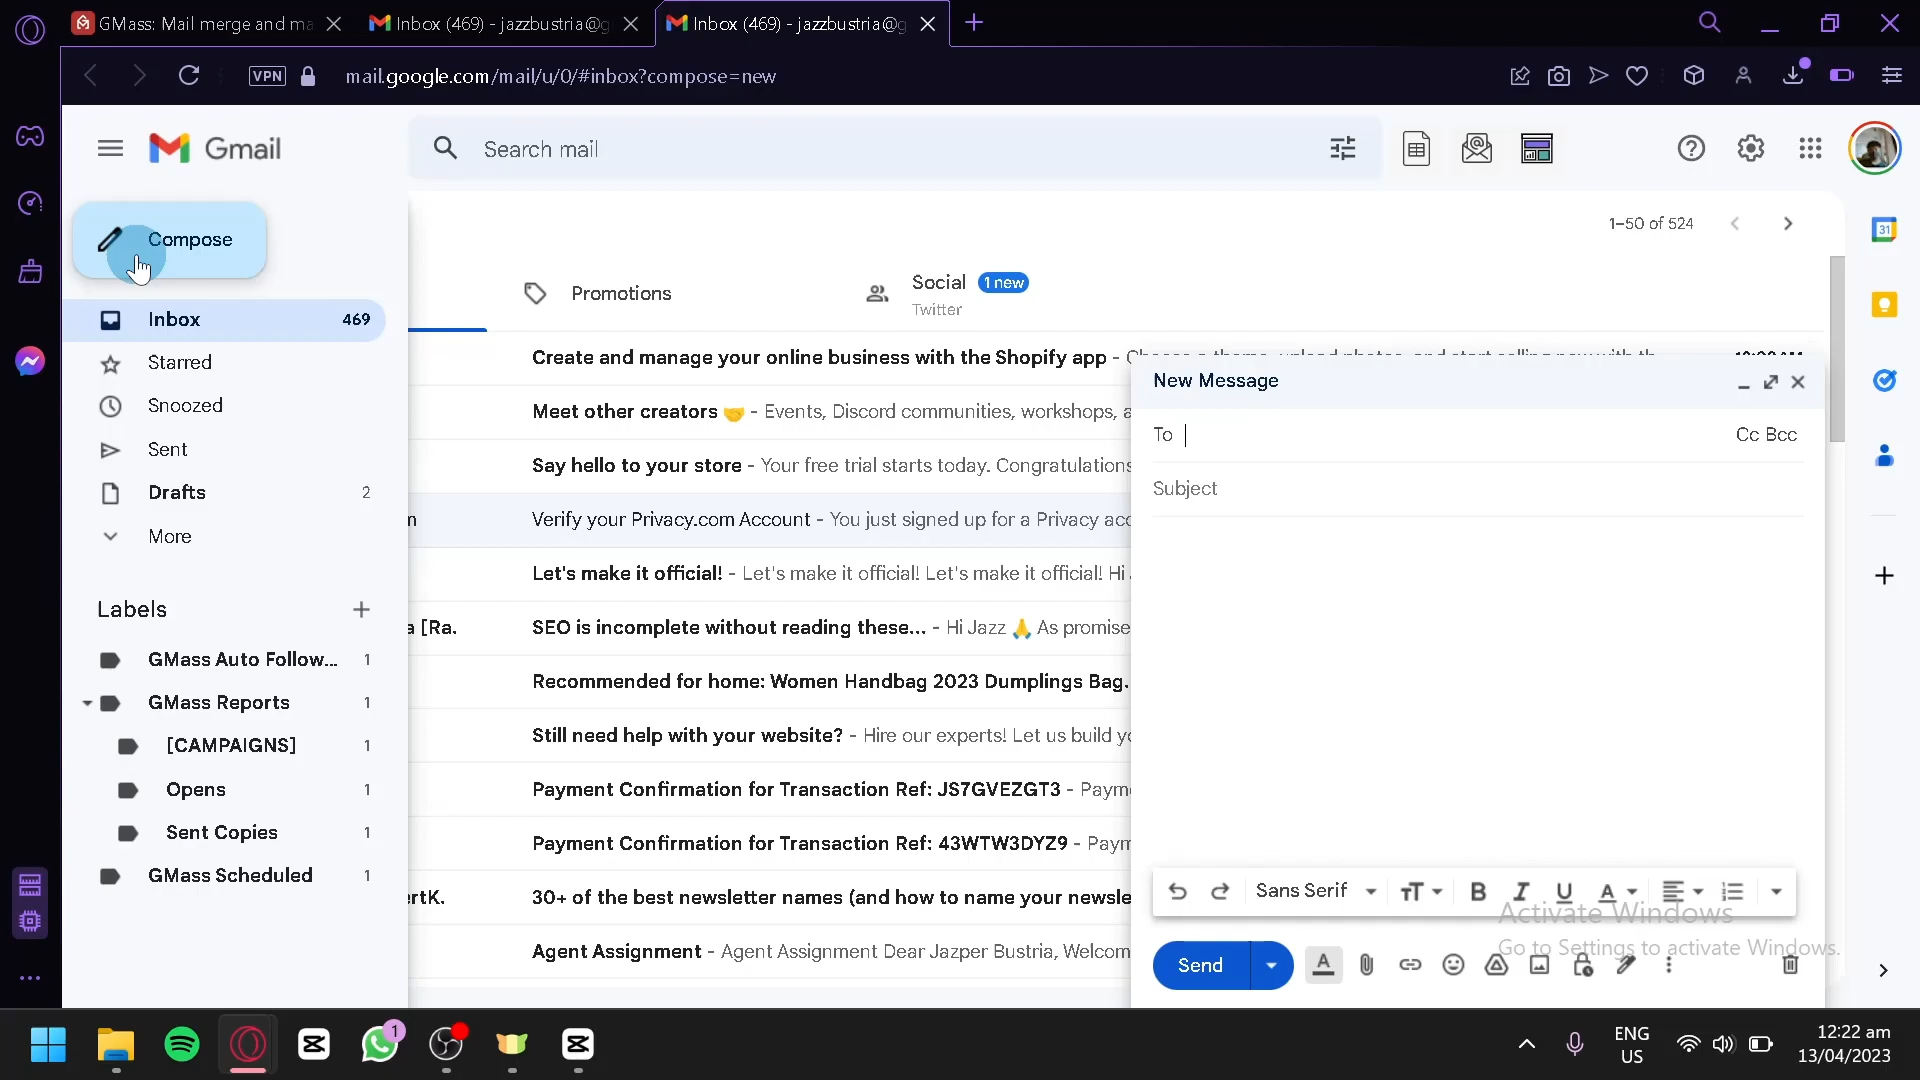 GMass: Mail merge and ma
Inbox (469) - jazzbustria@g
Inbox (469) - jazzbustria@g
VPN
mail.google.com/mail/u/0/#inbox?compose=new
Gmail
Search mail
Compose
1–50 of 524
31
Promotions
Social 1 new
Twitter
Inbox 469
Starred
Snoozed
Sent
Drafts 2
More
Labels
GMass Auto Follow... 1
GMass Reports 1
[CAMPAIGNS] 1
Opens 1
Sent Copies 1
GMass Scheduled 1
Create and manage your online business with the Shopify app -
Meet other creators 🤝 - Events, Discord communities, workshops, a
Say hello to your store - Your free trial starts today. Congratulations
m Verify your Privacy.com Account - You just signed up for a Privacy acc
Let's make it official! - Let's make it official! Let's make it official! Hi
a [Ra. SEO is incomplete without reading these... - Hi Jazz 🙏 As promise
Recommended for home: Women Handbag 2023 Dumplings Bag.
Still need help with your website? - Hire our experts! Let us build yo
Payment Confirmation for Transaction Ref: JS7GVEZGT3 - Paym
Payment Confirmation for Transaction Ref: 43WTW3DYZ9 - Paym
ertK. 30+ of the best newsletter names (and how to name your newsle
Agent Assignment - Agent Assignment Dear Jazper Bustria, Welcom
New Message
To Cc Bcc
Subject
Sans Serif
Send
Activate Windows
Go to Settings to activate Windows.
1
ENG
US
12:22 am
13/04/2023